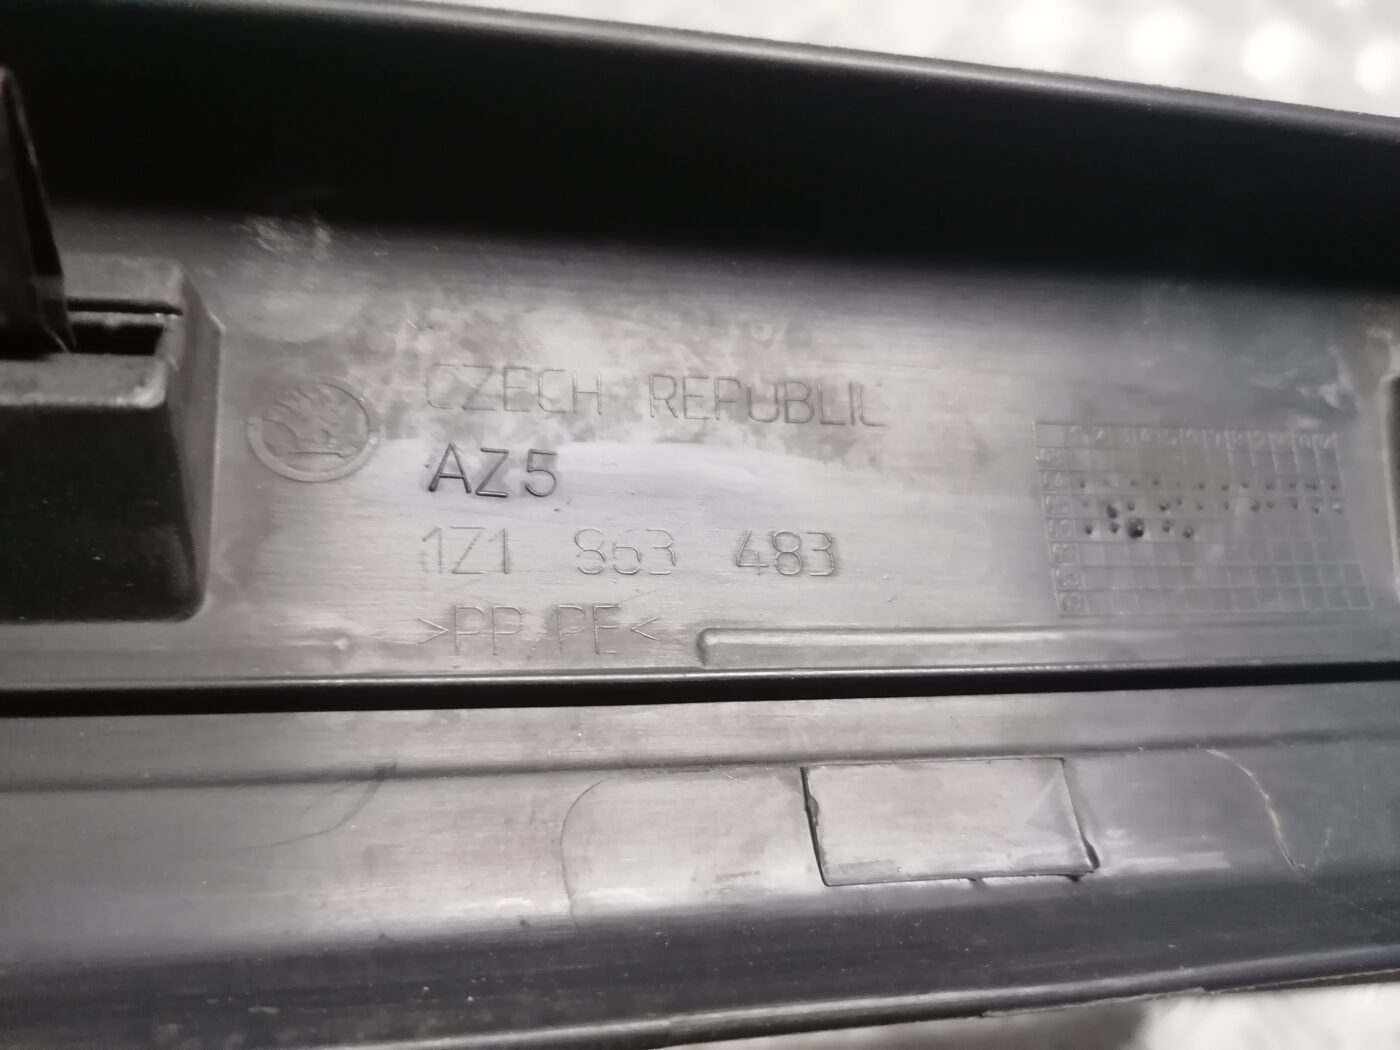 CZECH REPUBLIC
AZ5
1Z1 863 483
>PP/PE<